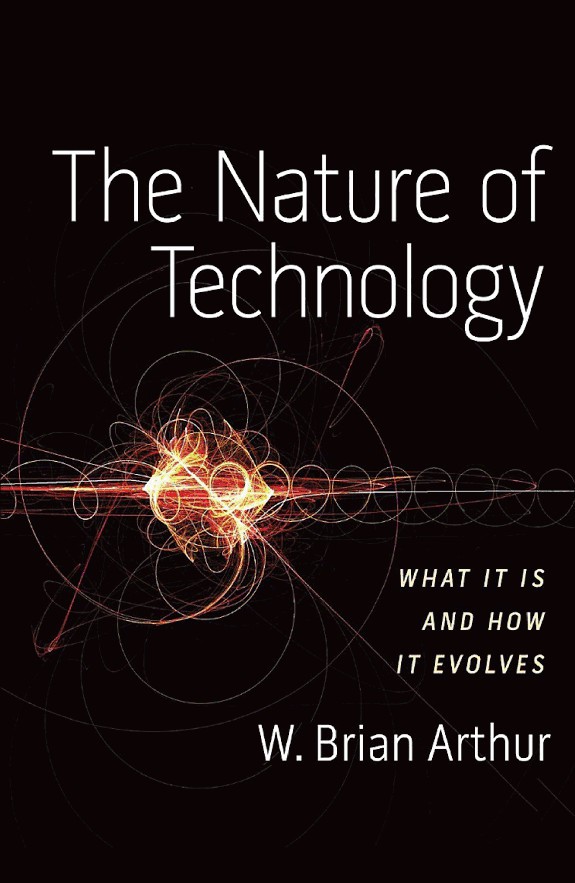 The Nature of
Technology
WHAT IT IS
AND HOW
IT EVOLVES
W. Brian Arthur